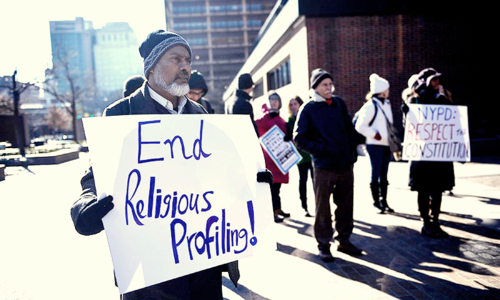 End
Religious
Profiling!
NYPD:
RESPECT the
CONSTITUTION